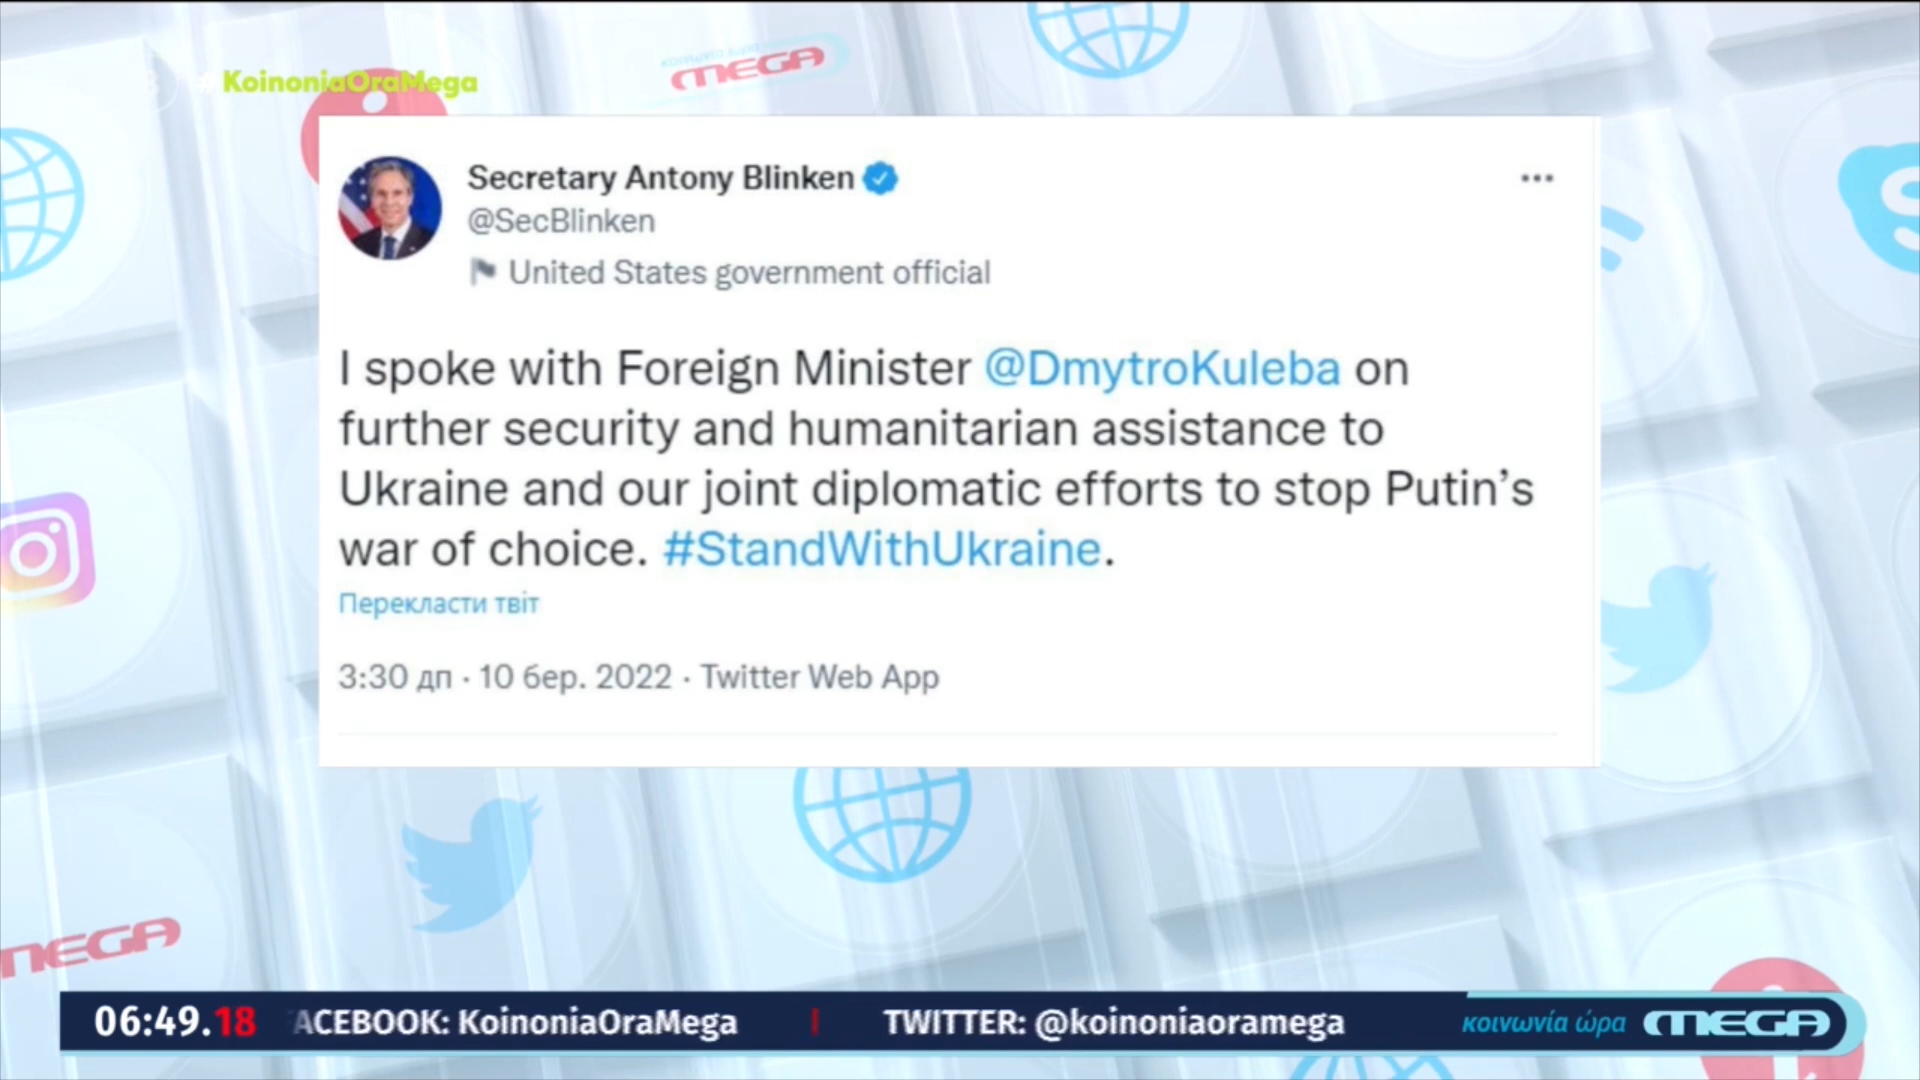 #KoinoniaOraMega
MEGA
Secretary Antony Blinken
@SecBlinken
United States government official
I spoke with Foreign Minister @DmytroKuleba on
further security and humanitarian assistance to
Ukraine and our joint diplomatic efforts to stop Putin’s
war of choice. #StandWithUkraine.
Перекласти твіт
3:30 дп · 10 бер. 2022 · Twitter Web App
MEGA
06:49.18 ACEBOOK: KoinoniaOraMega | TWITTER: @koinoniaoramega κοινωνία ώρα MEGA